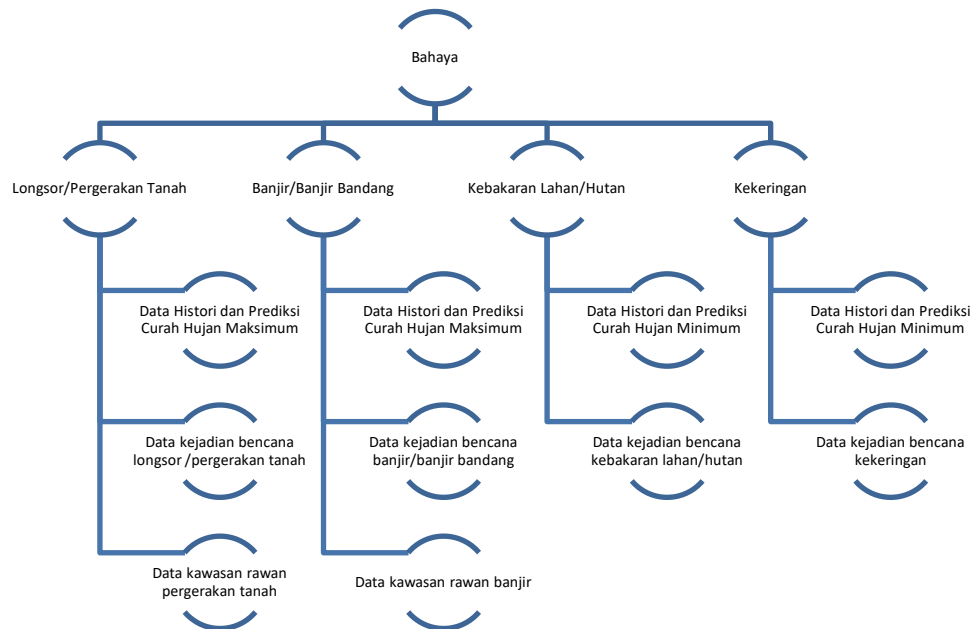 Bahaya
Longsor/Pergerakan Tanah
Banjir/Banjir Bandang
Kebakaran Lahan/Hutan
Kekeringan
Data Histori dan Prediksi
Curah Hujan Maksimum
Data Histori dan Prediksi
Curah Hujan Maksimum
Data Histori dan Prediksi
Curah Hujan Minimum
Data Histori dan Prediksi
Curah Hujan Minimum
Data kejadian bencana
longsor /pergerakan tanah
Data kejadian bencana
banjir/banjir bandang
Data kejadian bencana
kebakaran lahan/hutan
Data kejadian bencana
kekeringan
Data kawasan rawan
pergerakan tanah
Data kawasan rawan banjir